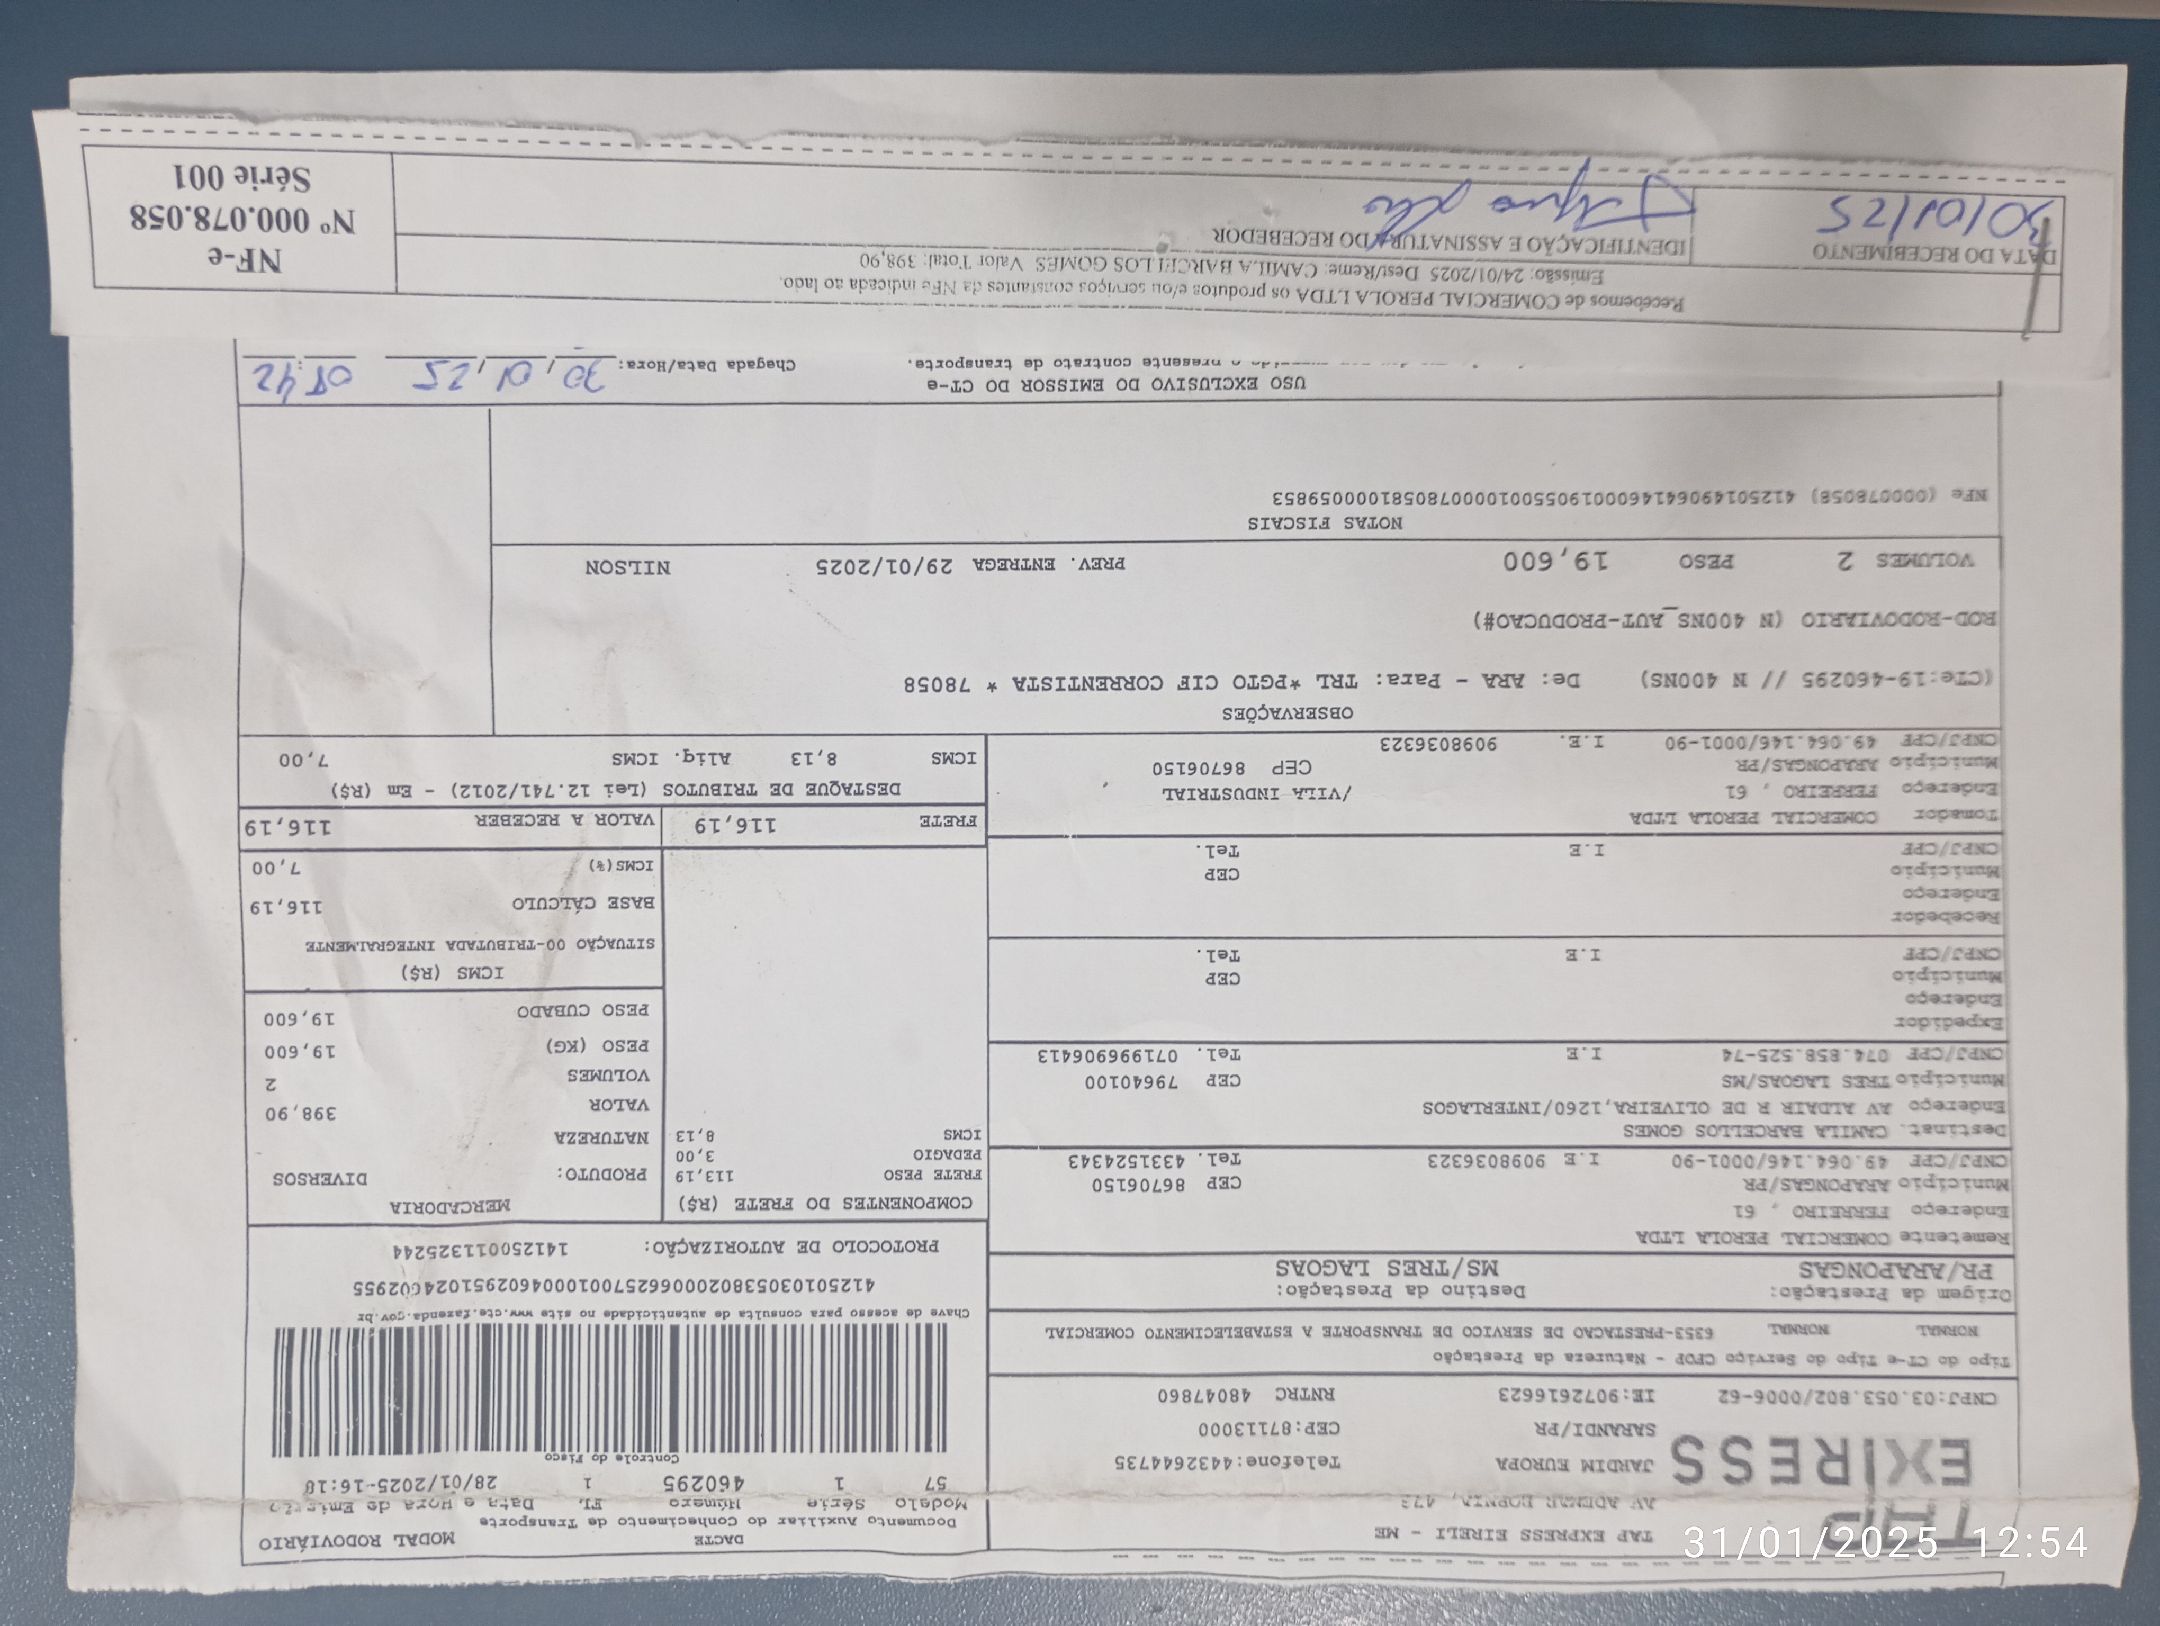 TAP EXPRESS EIRELI - ME
JARDIM EUROPA Telefone:4432644735
SARANDI/PR CEP:87113000
CNPJ:03.053.802/0006-62 IE:9072616623 RNTRC 48047860
EXPRESS
DACTE MODAL RODOVIÁRIO
Documento Auxiliar do Conhecimento de Transporte
Modelo Série Número FL. Data e Hora de Emissão
57 1 460295 1 28/01/2025-16:18
Controle do Fisco
Chave de acesso para consulta de autenticidade no site www.cte.fazenda.gov.br
PROTOCOLO DE AUTORIZAÇÃO: 141250011325244
Tipo do CT-e Tipo do Serviço CFOP - Natureza da Prestação
NORMAL NORMAL 6353-PRESTACAO DE SERVICO DE TRANSPORTE A ESTABELECIMENTO COMERCIAL
Origem da Prestação: Destino da Prestação:
PR/ARAPONGAS MS/TRES LAGOAS
Remetente COMERCIAL PEROLA LTDA
Endereço FERREIRO , 61
Município ARAPONGAS/PR CEP 86706150
CNPJ/CPF 49.064.146/0001-90 I.E 9098036323 Tel. 4331524343
Destinat. CAMILA BARCELLOS GOMES
Endereço AV ALDAIR R DE OLIVEIRA,1260/INTERLAGOS
Município TRES LAGOAS/MS CEP 79640100
CNPJ/CPF 074.858.525-74 I.E Tel. 071996906413
Expedidor
Endereço
Município CEP
CNPJ/CPF I.E Tel.
Recebedor
Endereço
Município CEP
CNPJ/CPF I.E Tel.
Tomador COMERCIAL PEROLA LTDA
Endereço FERREIRO , 61 /VILA INDUSTRIAL
Município ARAPONGAS/PR CEP 86706150
CNPJ/CPF 49.064.146/0001-90 I.E. 9098036323
COMPONENTES DO FRETE (R$)
FRETE PESO 113,19
PEDAGIO 3,00
ICMS 8,13
MERCADORIA
PRODUTO: DIVERSOS
NATUREZA
VALOR 398,90
VOLUMES 2
PESO (KG) 19,600
PESO CUBADO 19,600
ICMS (R$)
SITUAÇÃO 00-TRIBUTADA INTEGRALMENTE
BASE CÁLCULO 116,19
ICMS(%) 7,00
FRETE 116,19 VALOR A RECEBER 116,19
DESTAQUE DE TRIBUTOS (Lei 12.741/2012) - Em (R$)
ICMS 8,13 Aliq. ICMS 7,00
OBSERVAÇÕES
(CTe:19-460295 // N 400NS) De: ARA - Para: TRL *PGTO CIF CORRENTISTA * 78058
ROD-RODOVIARIO (N 400NS_AUT-PRODUCAO#)
VOLUMES 2 PESO 19,600 PREV. ENTREGA 29/01/2025 NILSON
NOTAS FISCAIS
NFe (000078058) 41250149064146000190550010000780581000059853
USO EXCLUSIVO DO EMISSOR DO CT-e
o presente contrato de transporte. Chegada Data/Hora: 30/01/25 :42
Recebemos de COMERCIAL PEROLA LTDA os produtos e/ou serviços constantes da NFe indicada ao lado.
Emissão: 24/01/2025 Dest/Reme: CAMILA BARCELLOS GOMES Valor Total: 398,90
DATA DO RECEBIMENTO IDENTIFICAÇÃO E ASSINATURA DO RECEBEDOR
30/01/25
NF-e
Nº 000.078.058
Série 001
31/01/2025 12:54